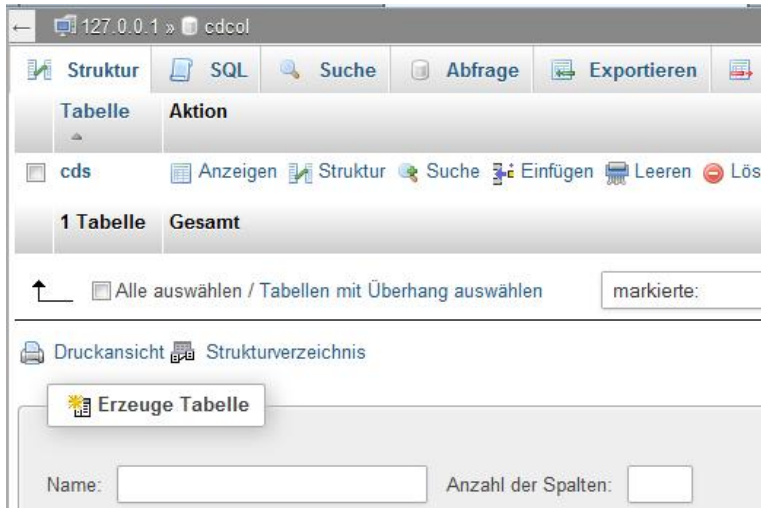 ← 127.0.0.1 » cdcol
Struktur SQL Suche Abfrage Exportieren
Tabelle Aktion
cds Anzeigen Struktur Suche Einfügen Leeren Lös
1 Tabelle Gesamt
Alle auswählen / Tabellen mit Überhang auswählen markierte:
Druckansicht Strukturverzeichnis
Erzeuge Tabelle
Name: Anzahl der Spalten: